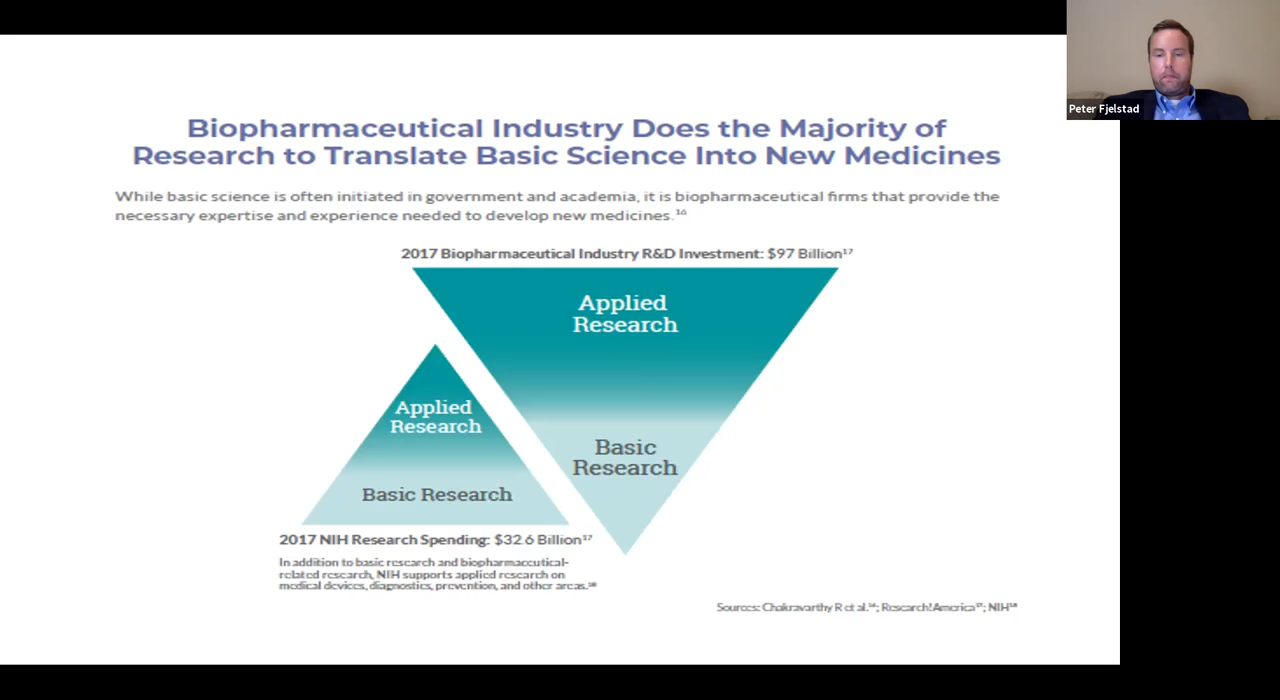 Biopharmaceutical Industry Does the Majority of
Research to Translate Basic Science Into New Medicines
While basic science is often initiated in government and academia, it is biopharmaceutical firms that provide the
necessary expertise and experience needed to develop new medicines.¹⁶
2017 Biopharmaceutical Industry R&D Investment: $97 Billion¹⁷
Applied
Research
Basic
Research
Applied
Research
Basic Research
2017 NIH Research Spending: $32.6 Billion¹⁷
In addition to basic research and biopharmaceutical-
related research, NIH supports applied research on
medical devices, diagnostics, prevention, and other areas.¹⁸
Sources: Chakravarthy R et al.¹⁶; Research!America¹⁷; NIH¹⁸
Peter Fjelstad